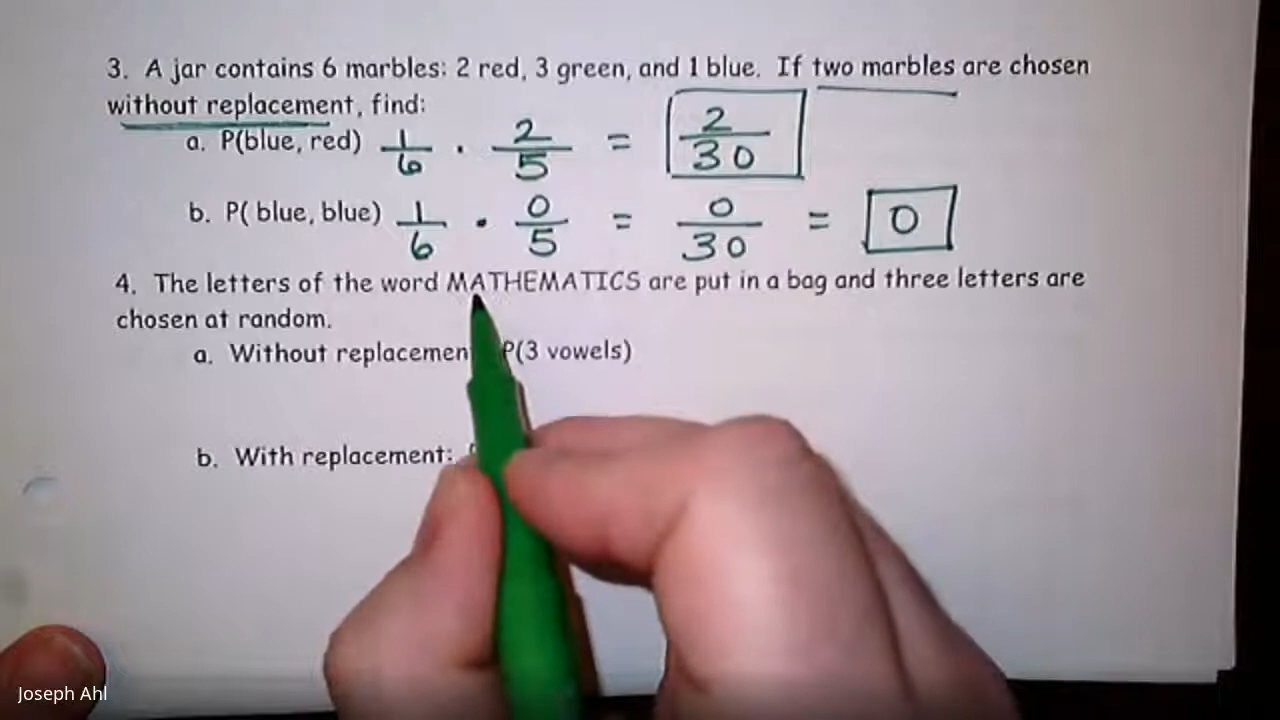 3. A jar contains 6 marbles: 2 red, 3 green, and 1 blue. If two marbles are chosen
without replacement, find:
a. P(blue, red) 1/6 · 2/5 = 2/30
b. P( blue, blue) 1/6 · 0/5 = 0/30 = 0
4. The letters of the word MATHEMATICS are put in a bag and three letters are
chosen at random.
a. Without replacemen P(3 vowels)
b. With replacement:
Joseph Ahl